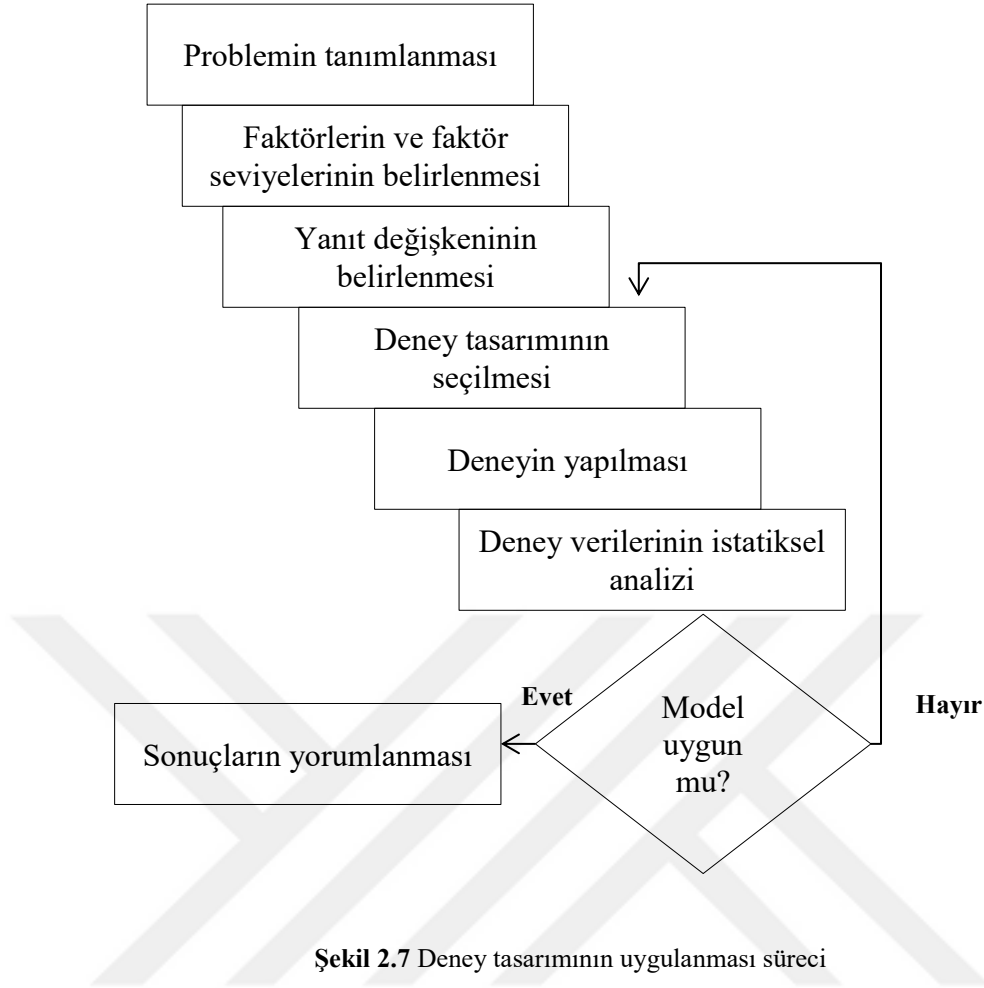 Problemin tanımlanması
Faktörlerin ve faktör
seviyelerinin belirlenmesi
Yanıt değişkeninin
belirlenmesi
Deney tasarımının
seçilmesi
Deneyin yapılması
Deney verilerinin istatiksel
analizi
Evet
Model
uygun
mu?
Hayır
Sonuçların yorumlanması
Şekil 2.7 Deney tasarımının uygulanması süreci